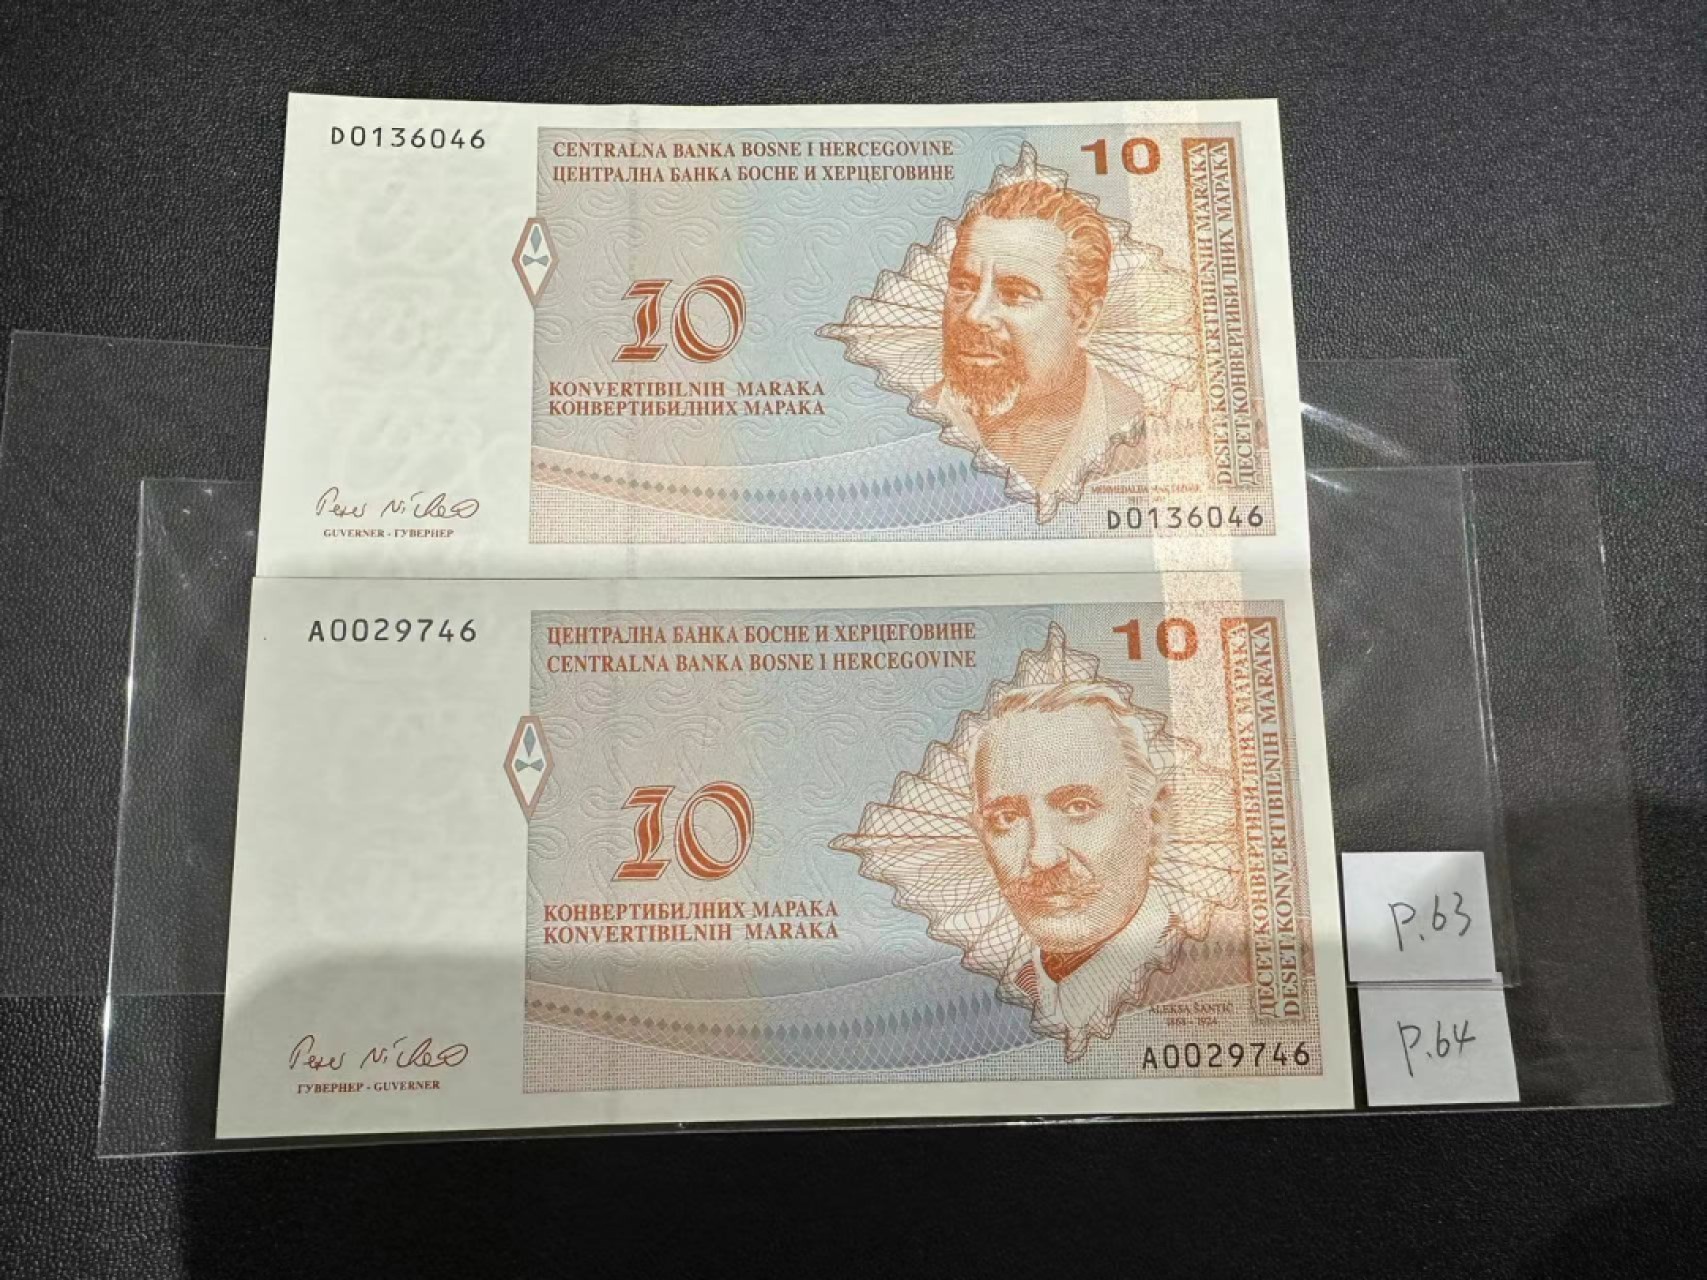 D0136046
CENTRALNA BANKA BOSNE I HERCEGOVINE
ЦЕНТРАЛНА БАНКА БОСНЕ И ХЕРЦЕГОВИНЕ
10
DESET KONVERTIBILNIH MARAKA
ДЕСЕТ КОНВЕРТИБИЛНИХ МАРАКА
10
KONVERTIBILNIH MARAKA
КОНВЕРТИБИЛНИХ МАРАКА
GUVERNER - ГУВЕРНЕР
D0136046
A0029746
ЦЕНТРАЛНА БАНКА БОСНЕ И ХЕРЦЕГОВИНЕ
CENTRALNA BANKA BOSNE I HERCEGOVINE
10
ДЕСЕТ КОНВЕРТИБИЛНИХ МАРАКА
DESET KONVERTIBILNIH MARAKA
10
КОНВЕРТИБИЛНИХ МАРАКА
KONVERTIBILNIH MARAKA
ALEKSA ŠANTIĆ
1868 - 1924
ГУВЕРНЕР - GUVERNER
A0029746
P.63
P.64